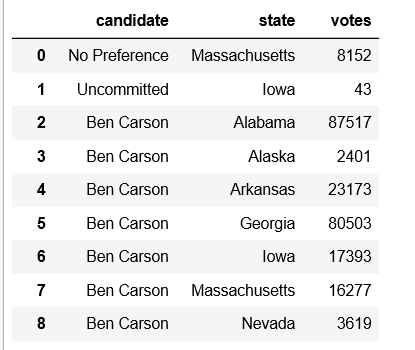 candidate state votes
0 No Preference Massachusetts 8152
1 Uncommitted Iowa 43
2 Ben Carson Alabama 87517
3 Ben Carson Alaska 2401
4 Ben Carson Arkansas 23173
5 Ben Carson Georgia 80503
6 Ben Carson Iowa 17393
7 Ben Carson Massachusetts 16277
8 Ben Carson Nevada 3619